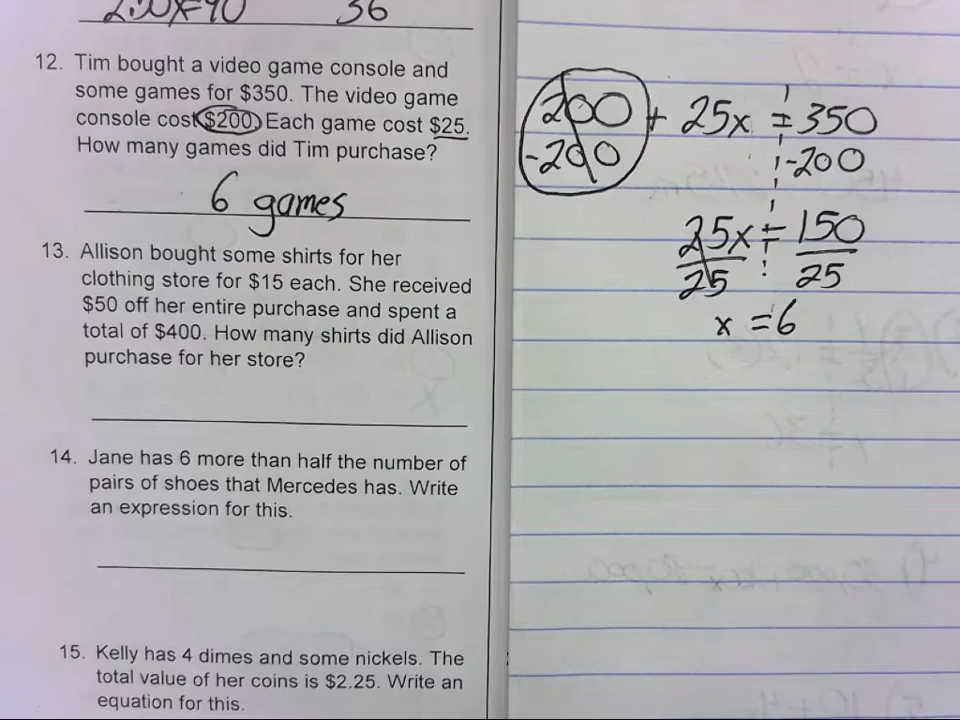 36
12. Tim bought a video game console and
some games for $350. The video game
console cost $200. Each game cost $25.
How many games did Tim purchase?
6 games
13. Allison bought some shirts for her
clothing store for $15 each. She received
$50 off her entire purchase and spent a
total of $400. How many shirts did Allison
purchase for her store?
14. Jane has 6 more than half the number of
pairs of shoes that Mercedes has. Write
an expression for this.
15. Kelly has 4 dimes and some nickels. The
total value of her coins is $2.25. Write an
equation for this.
200 + 25x = 350
-200 -200
25x = 150
25 25
x = 6